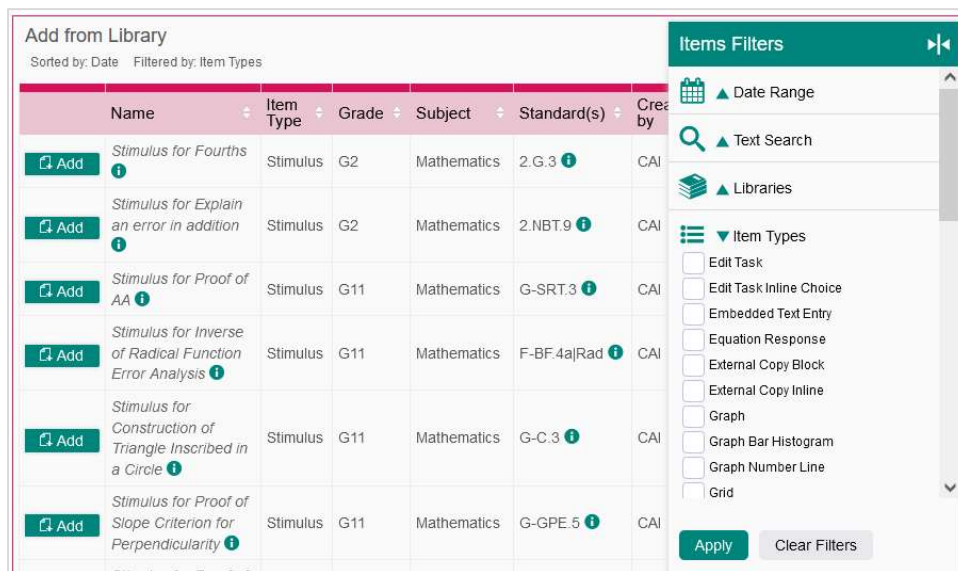 Add from Library
Sorted by: Date Filtered by: Item Types
Name Item Type Grade Subject Standard(s) by
Add Stimulus for Fourths Stimulus G2 Mathematics 2.G.3 CAI
Add Stimulus for Explain an error in addition Stimulus G2 Mathematics 2.NBT.9 CAI
Add Stimulus for Proof of AA Stimulus G11 Mathematics G-SRT.3 CAI
Add Stimulus for Inverse of Radical Function Error Analysis Stimulus G11 Mathematics F-BF.4a|Rad CAI
Add Stimulus for Construction of Triangle Inscribed in a Circle Stimulus G11 Mathematics G-C.3 CAI
Add Stimulus for Proof of Slope Criterion for Perpendicularity Stimulus G11 Mathematics G-GPE.5 CAI
Items Filters
Date Range
Text Search
Libraries
Item Types
Edit Task
Edit Task Inline Choice
Embedded Text Entry
Equation Response
External Copy Block
External Copy Inline
Graph
Graph Bar Histogram
Graph Number Line
Grid
Apply Clear Filters